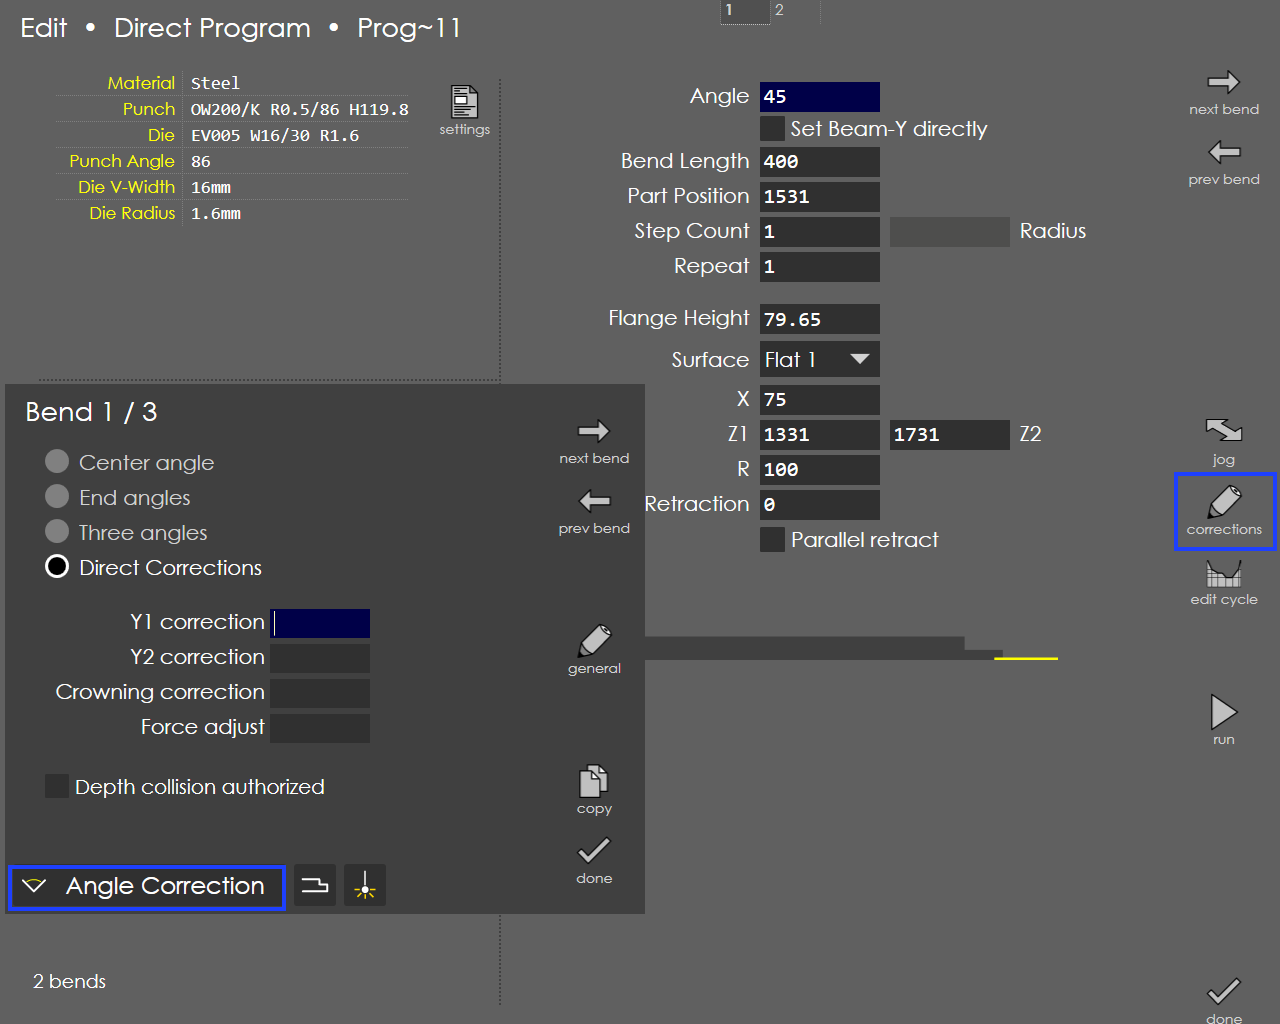 Edit • Direct Program • Prog~11
1 2
Material Steel
Punch OW200/K R0.5/86 H119.8
Die EV005 W16/30 R1.6
Punch Angle 86
Die V-Width 16mm
Die Radius 1.6mm
settings
Angle 45
Set Beam-Y directly
Bend Length 400
Part Position 1531
Step Count 1 Radius
Repeat 1
Flange Height 79.65
Surface Flat 1
X 75
Z1 1331 1731 Z2
R 100
Retraction 0
Parallel retract
next bend
prev bend
jog
corrections
edit cycle
run
done
Bend 1 / 3
Center angle
End angles
Three angles
Direct Corrections
Y1 correction
Y2 correction
Crowning correction
Force adjust
Depth collision authorized
next bend
prev bend
general
copy
done
Angle Correction
2 bends